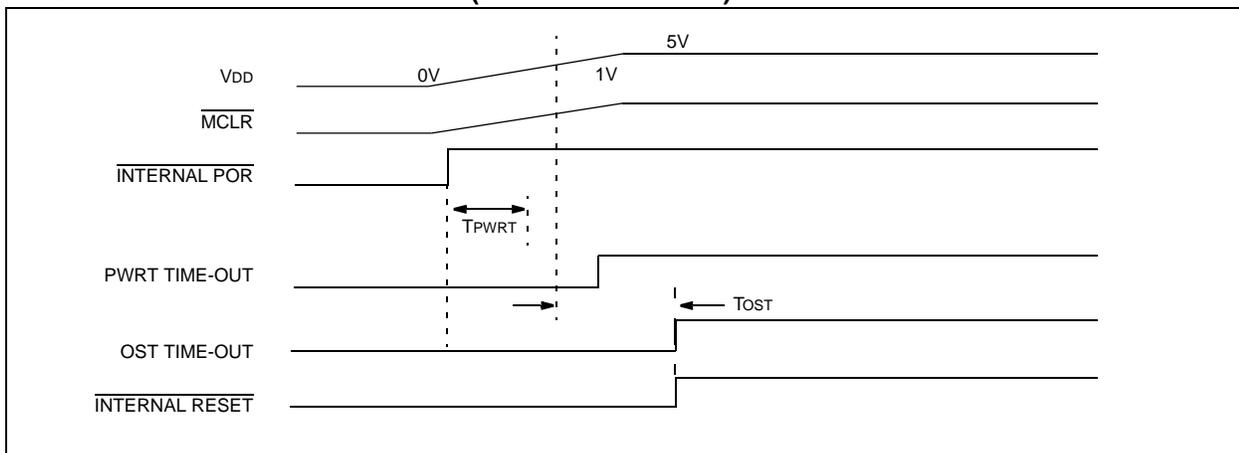 5V
VDD
0V
1V
MCLR
INTERNAL POR
TPWRT
PWRT TIME-OUT
TOST
OST TIME-OUT
INTERNAL RESET